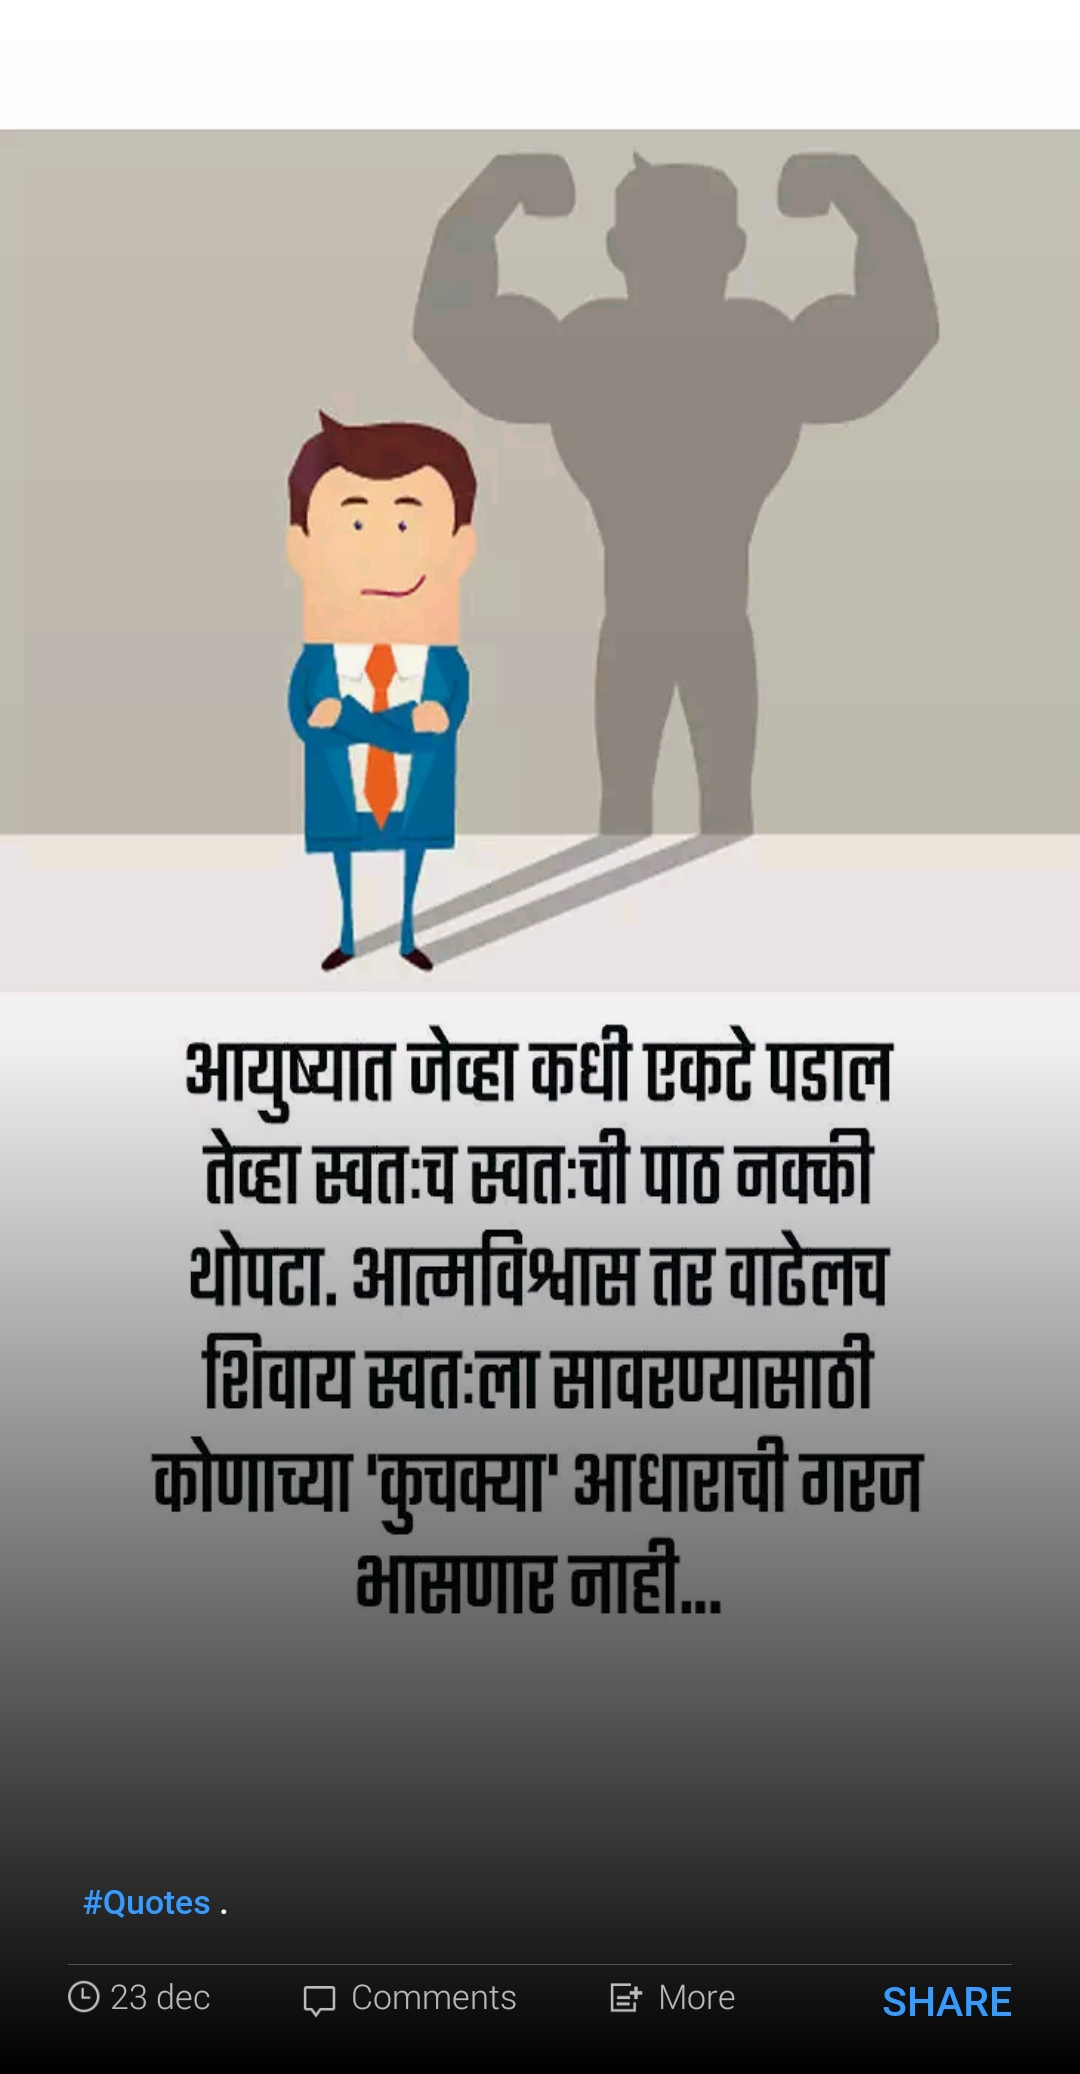 आयुष्यात जेव्हा कधी एकटे पडाल
तेव्हा स्वतःच स्वतःची पाठ नक्की
थोपटा. आत्मविश्वास तर वाढेलच
शिवाय स्वतःला सावरण्यासाठी
कोणाच्या 'कुचक्या' आधाराची गरज
भासणार नाही...
#Quotes .
23 dec Comments More SHARE